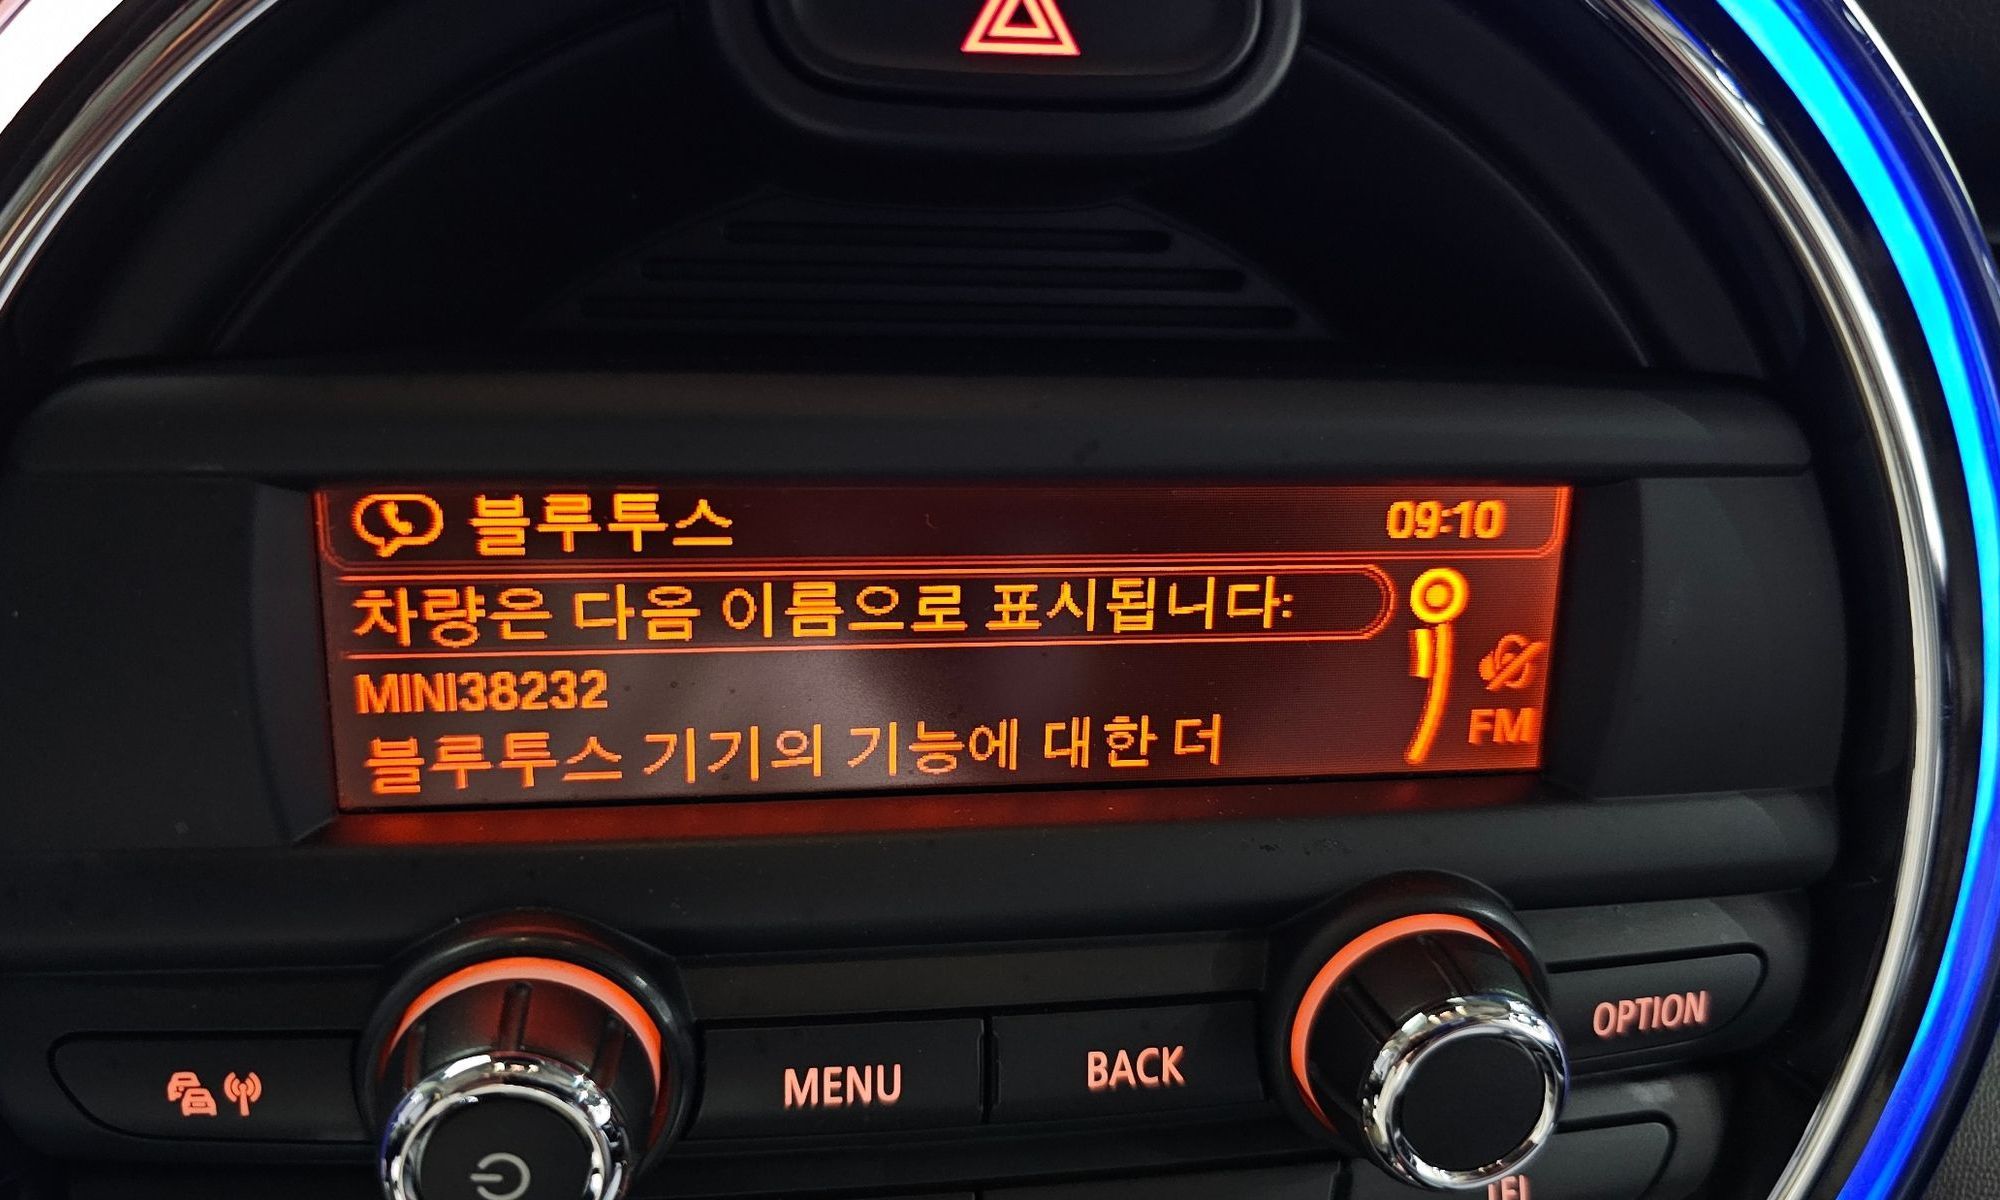 블루투스 09:10
차량은 다음 이름으로 표시됩니다:
MINI38232
블루투스 기기의 기능에 대한 더
FM
MENU
BACK
OPTION
TEL